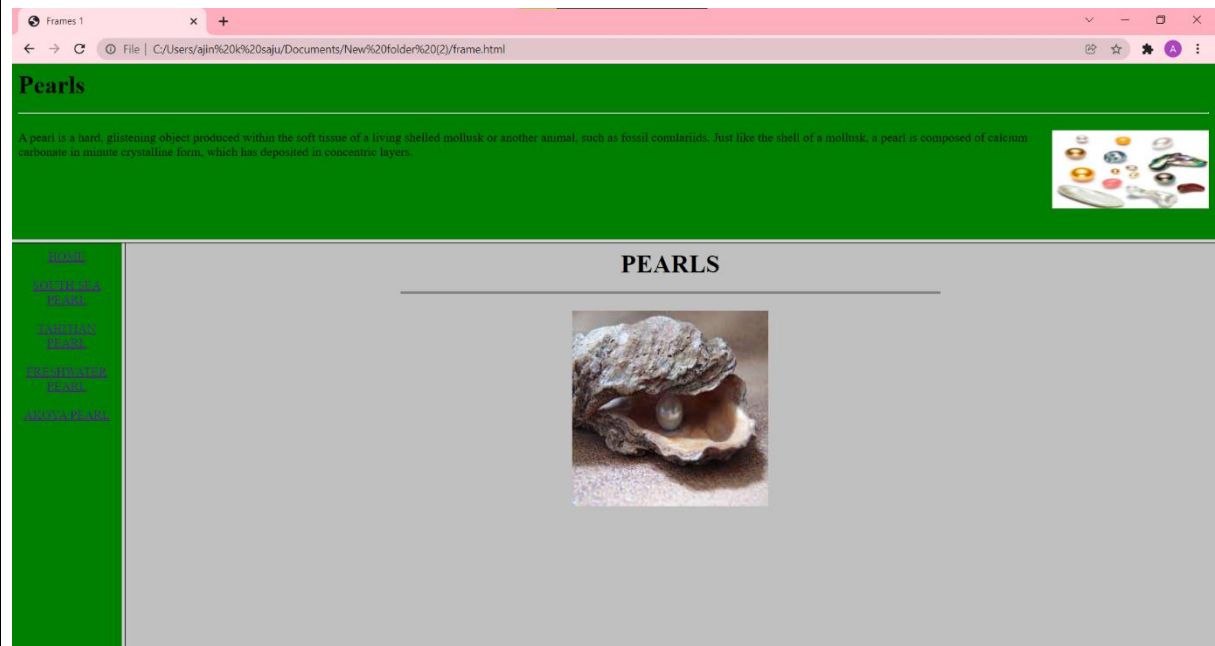 Frames 1
File | C:/Users/ajin%20k%20saju/Documents/New%20folder%20(2)/frame.html
A
Pearls
A pearl is a hard, glistening object produced within the soft tissue of a living shelled mollusk or another animal, such as fossil conulariids. Just like the shell of a mollusk, a pearl is composed of calcium
carbonate in minute crystalline form, which has deposited in concentric layers.
HOME
SOUTH SEA
PEARL
TAHITIAN
PEARL
FRESHWATER
PEARL
AKOYA PEARL
PEARLS